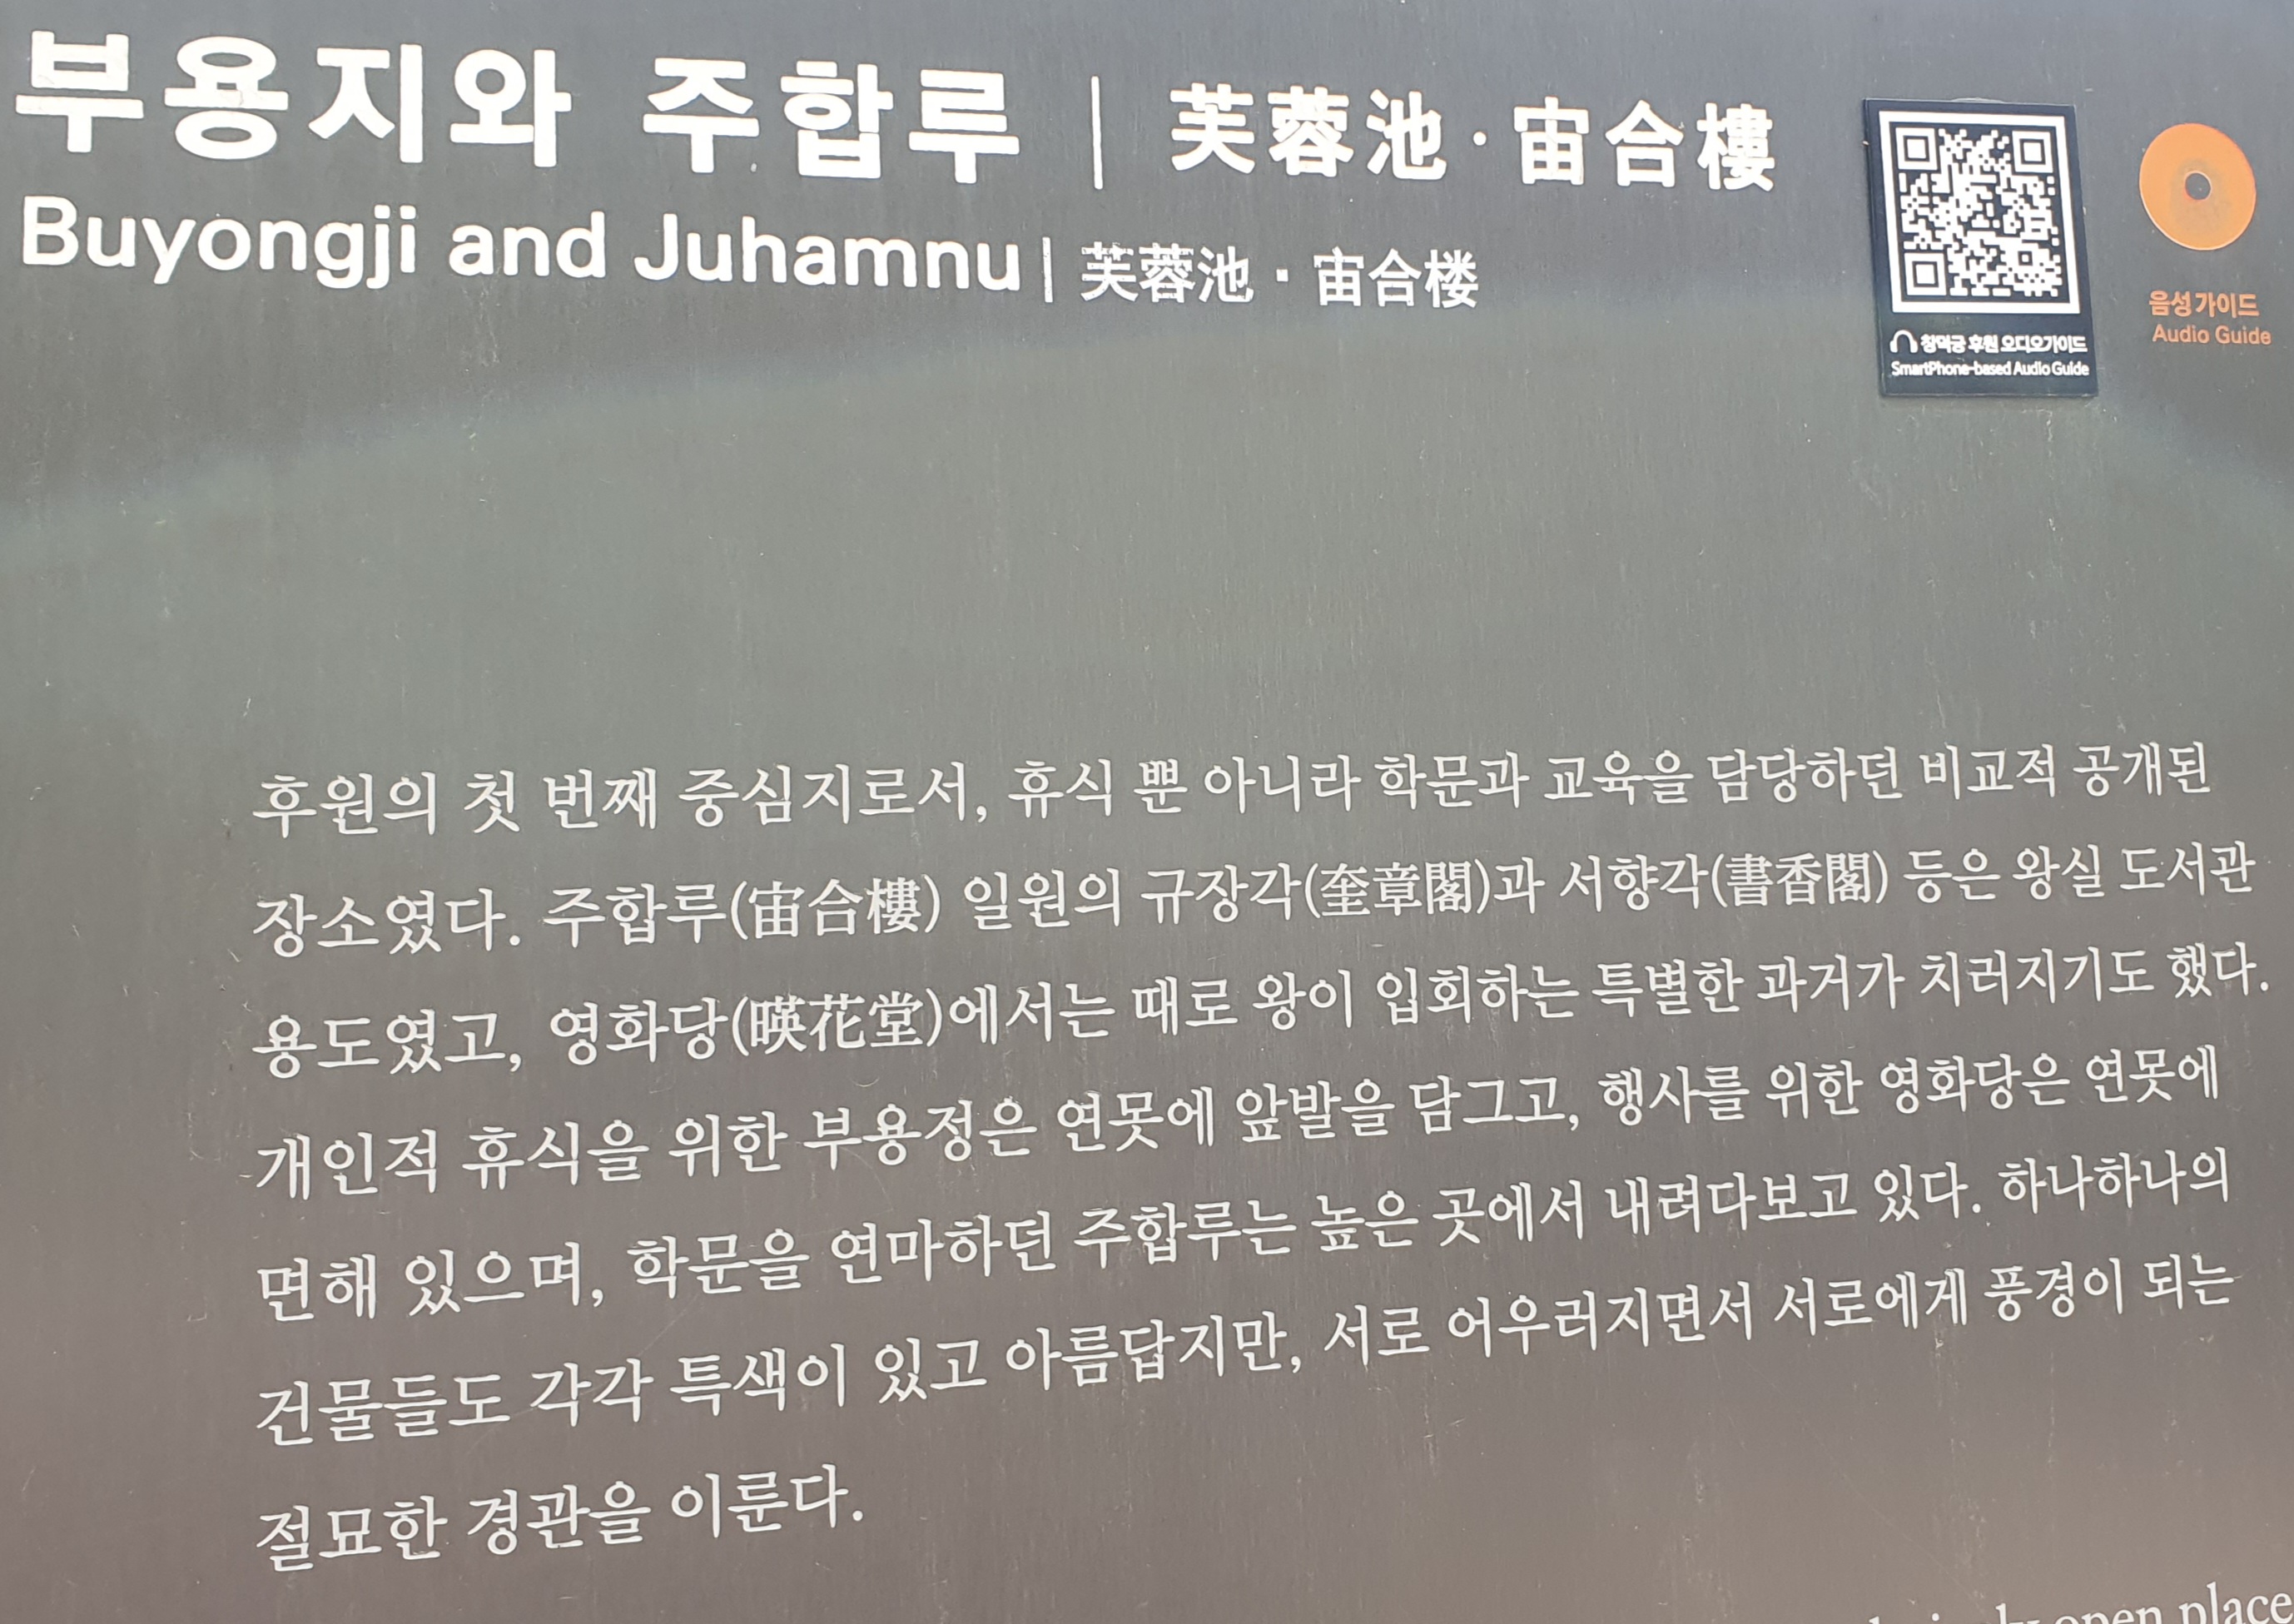 부용지와 주합루 | 芙蓉池 · 宙合樓
Buyongji and Juhamnu | 芙蓉池 · 宙合楼
창덕궁 후원 오디오가이드
SmartPhone-based Audio Guide
음성가이드
Audio Guide
후원의 첫 번째 중심지로서, 휴식 뿐 아니라 학문과 교육을 담당하던 비교적 공개된
장소였다. 주합루(宙合樓) 일원의 규장각(奎章閣)과 서향각(書香閣) 등은 왕실 도서관
용도였고, 영화당(暎花堂)에서는 때로 왕이 입회하는 특별한 과거가 치러지기도 했다.
개인적 휴식을 위한 부용정은 연못에 앞발을 담그고, 행사를 위한 영화당은 연못에
면해 있으며, 학문을 연마하던 주합루는 높은 곳에서 내려다보고 있다. 하나하나의
건물들도 각각 특색이 있고 아름답지만, 서로 어우러지면서 서로에게 풍경이 되는
절묘한 경관을 이룬다.
open place